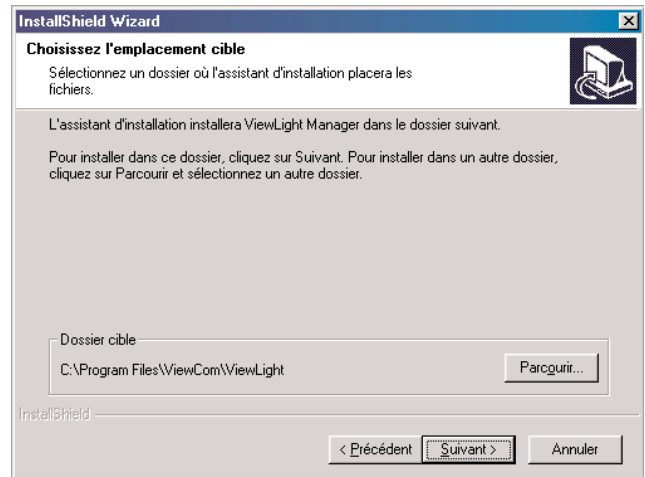 InstallShield Wizard
Choisissez l'emplacement cible
Sélectionnez un dossier où l'assistant d'installation placera les
fichiers.
L'assistant d'installation installera ViewLight Manager dans le dossier suivant.
Pour installer dans ce dossier, cliquez sur Suivant. Pour installer dans un autre dossier,
cliquez sur Parcourir et sélectionnez un autre dossier.
Dossier cible
C:\Program Files\ViewCom\ViewLight
Parcourir...
InstallShield
< Précédent
Suivant >
Annuler